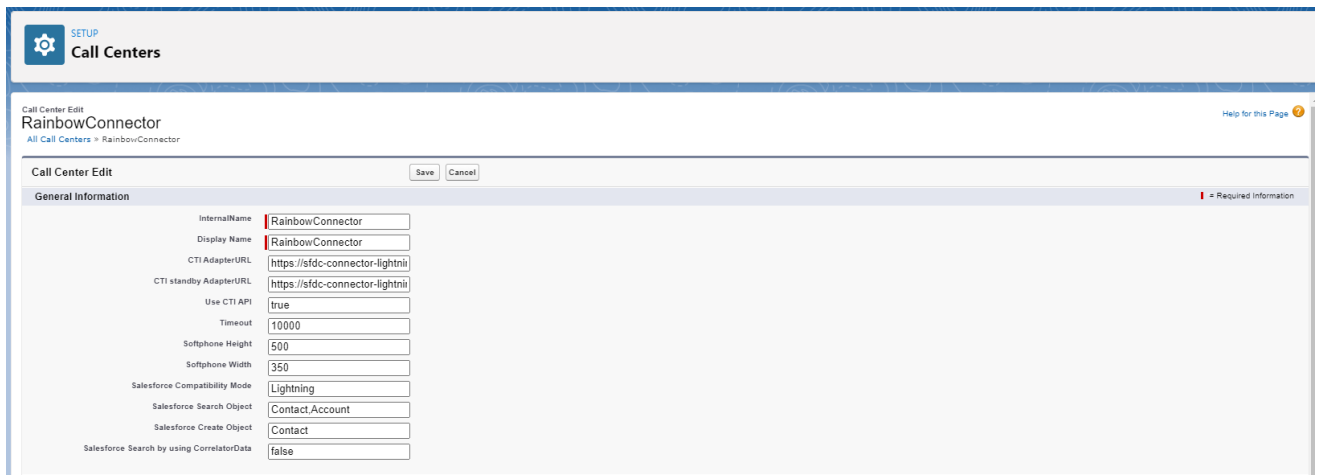 SETUP
Call Centers
Call Center Edit
RainbowConnector
Help for this Page ?
All Call Centers » RainbowConnector
Call Center Edit Save Cancel
General Information = Required Information
InternalName RainbowConnector
Display Name RainbowConnector
CTI AdapterURL https://sfdc-connector-lightnin
CTI standby AdapterURL https://sfdc-connector-lightnin
Use CTI API true
Timeout 10000
Softphone Height 500
Softphone Width 350
Salesforce Compatibility Mode Lightning
Salesforce Search Object Contact,Account
Salesforce Create Object Contact
Salesforce Search by using CorrelatorData false